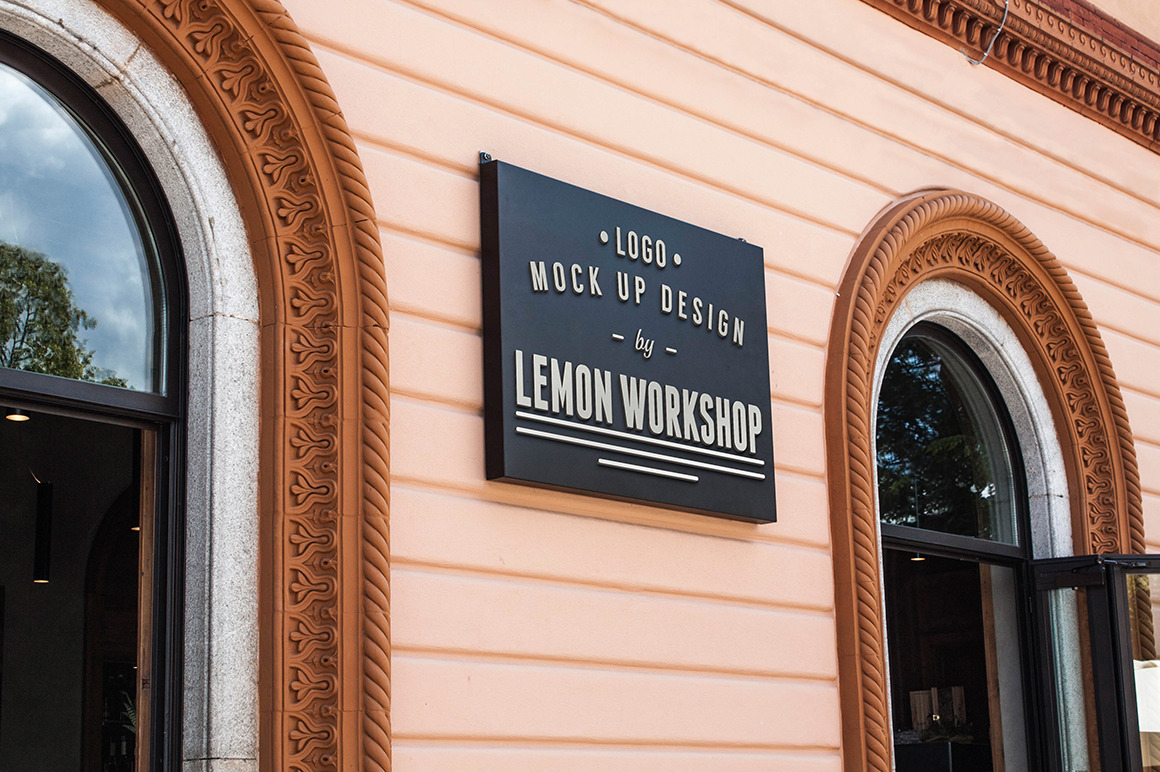 • LOGO •
MOCK UP DESIGN
– by –
LEMON WORKSHOP